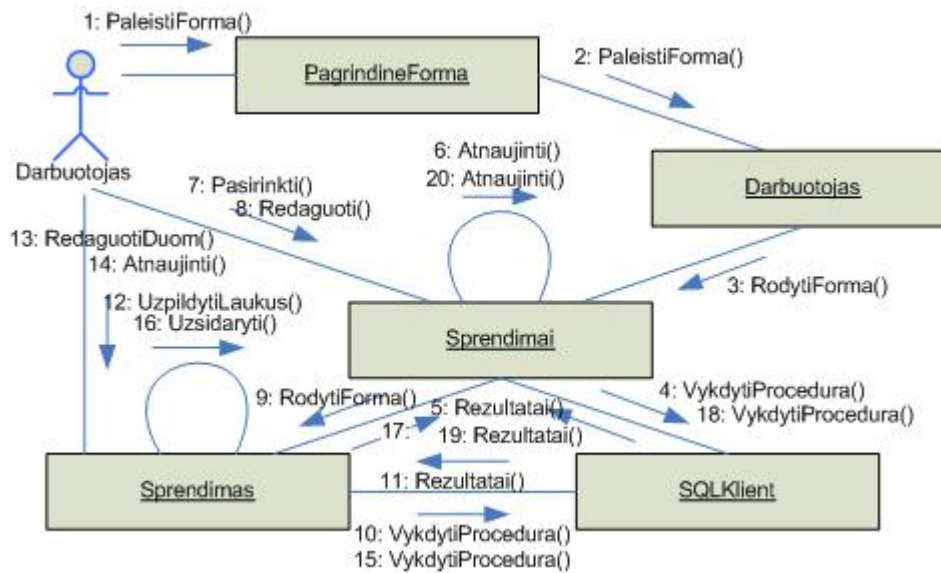 1: PaleistiForma()
PagrindineForma
2: PaleistiForma()
Darbuotojas
6: Atnaujinti()
20: Atnaujinti()
Darbuotojas
7: Pasirinkti()
8: Redaguoti()
13: RedaguotiDuom()
14: Atnaujinti()
3: RodytiForma()
12: UzpildytiLaukus()
16: Uzsidaryti()
Sprendimai
9: RodytiForma()
5: Rezultatai()
4: VykdytiProcedura()
18: VykdytiProcedura()
17:
19: Rezultatai()
Sprendimas
11: Rezultatai()
SQLKlient
10: VykdytiProcedura()
15: VykdytiProcedura()